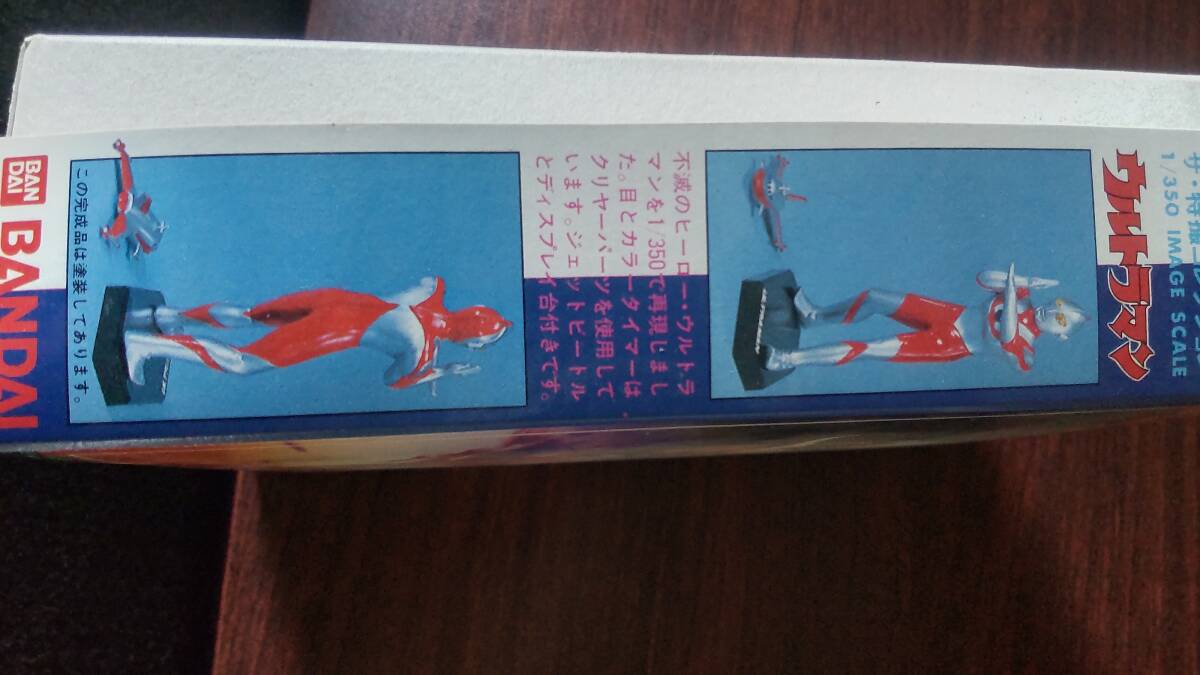 ザ・特撮コレ
1/350 IMAGE SCALE
ウルトラマン
不滅のヒーロー・ウルトラ
マンを1/350で再現しまし
た。目とカラータイマーは
クリヤーパーツを使用して
います。ジェットビートル
とディスプレイ台付きです。
この完成品は塗装してあります。
BAN
DAI
BANDAI